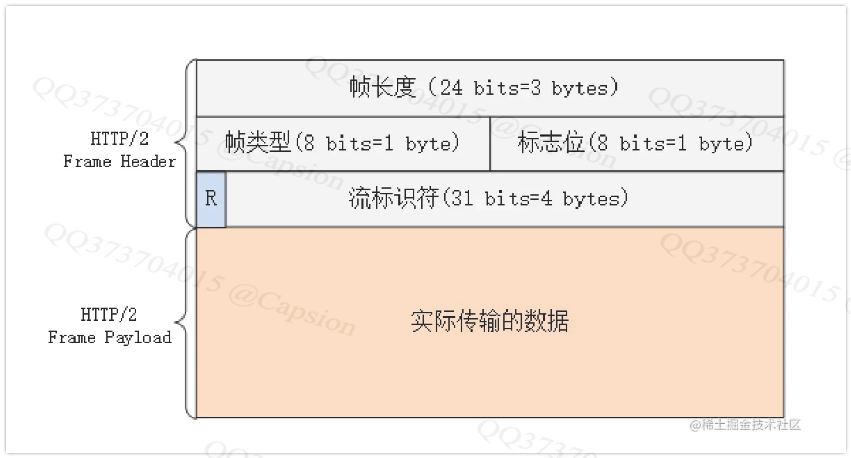 帧长度（24 bits=3 bytes）
帧类型(8 bits=1 byte)
标志位(8 bits=1 byte)
HTTP/2
Frame Header
R
流标识符(31 bits=4 bytes)
HTTP/2
Frame Payload
实际传输的数据
@稀土掘金技术社区
QQ373704015 @Capsion
QQ373704015 @Capsion
QQ373704015 @
QQ373704015 @Capsion
QQ373704015
QQ37370